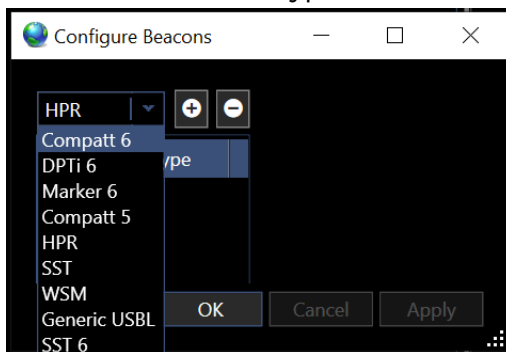 Configure Beacons
HPR
Compatt 6
ype
DPTi 6
Marker 6
Compatt 5
HPR
SST
WSM
Generic USBL
SST 6
OK
Cancel
Apply